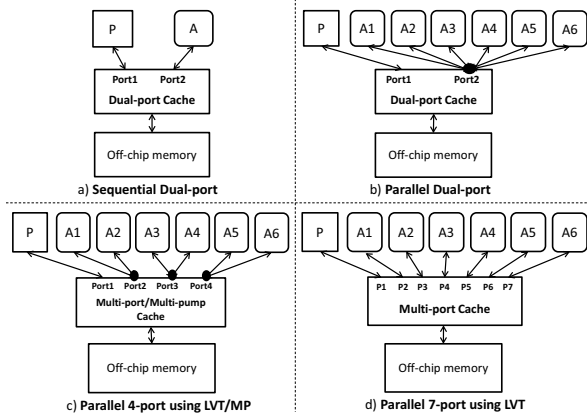 P A
Port1 Port2
Dual-port Cache
Off-chip memory
a) Sequential Dual-port
P A1 A2 A3 A4 A5 A6
Port1 Port2
Dual-port Cache
Off-chip memory
b) Parallel Dual-port
P A1 A2 A3 A4 A5 A6
Port1 Port2 Port3 Port4
Multi-port/Multi-pump
Cache
Off-chip memory
c) Parallel 4-port using LVT/MP
P A1 A2 A3 A4 A5 A6
P1 P2 P3 P4 P5 P6 P7
Multi-port Cache
Off-chip memory
d) Parallel 7-port using LVT